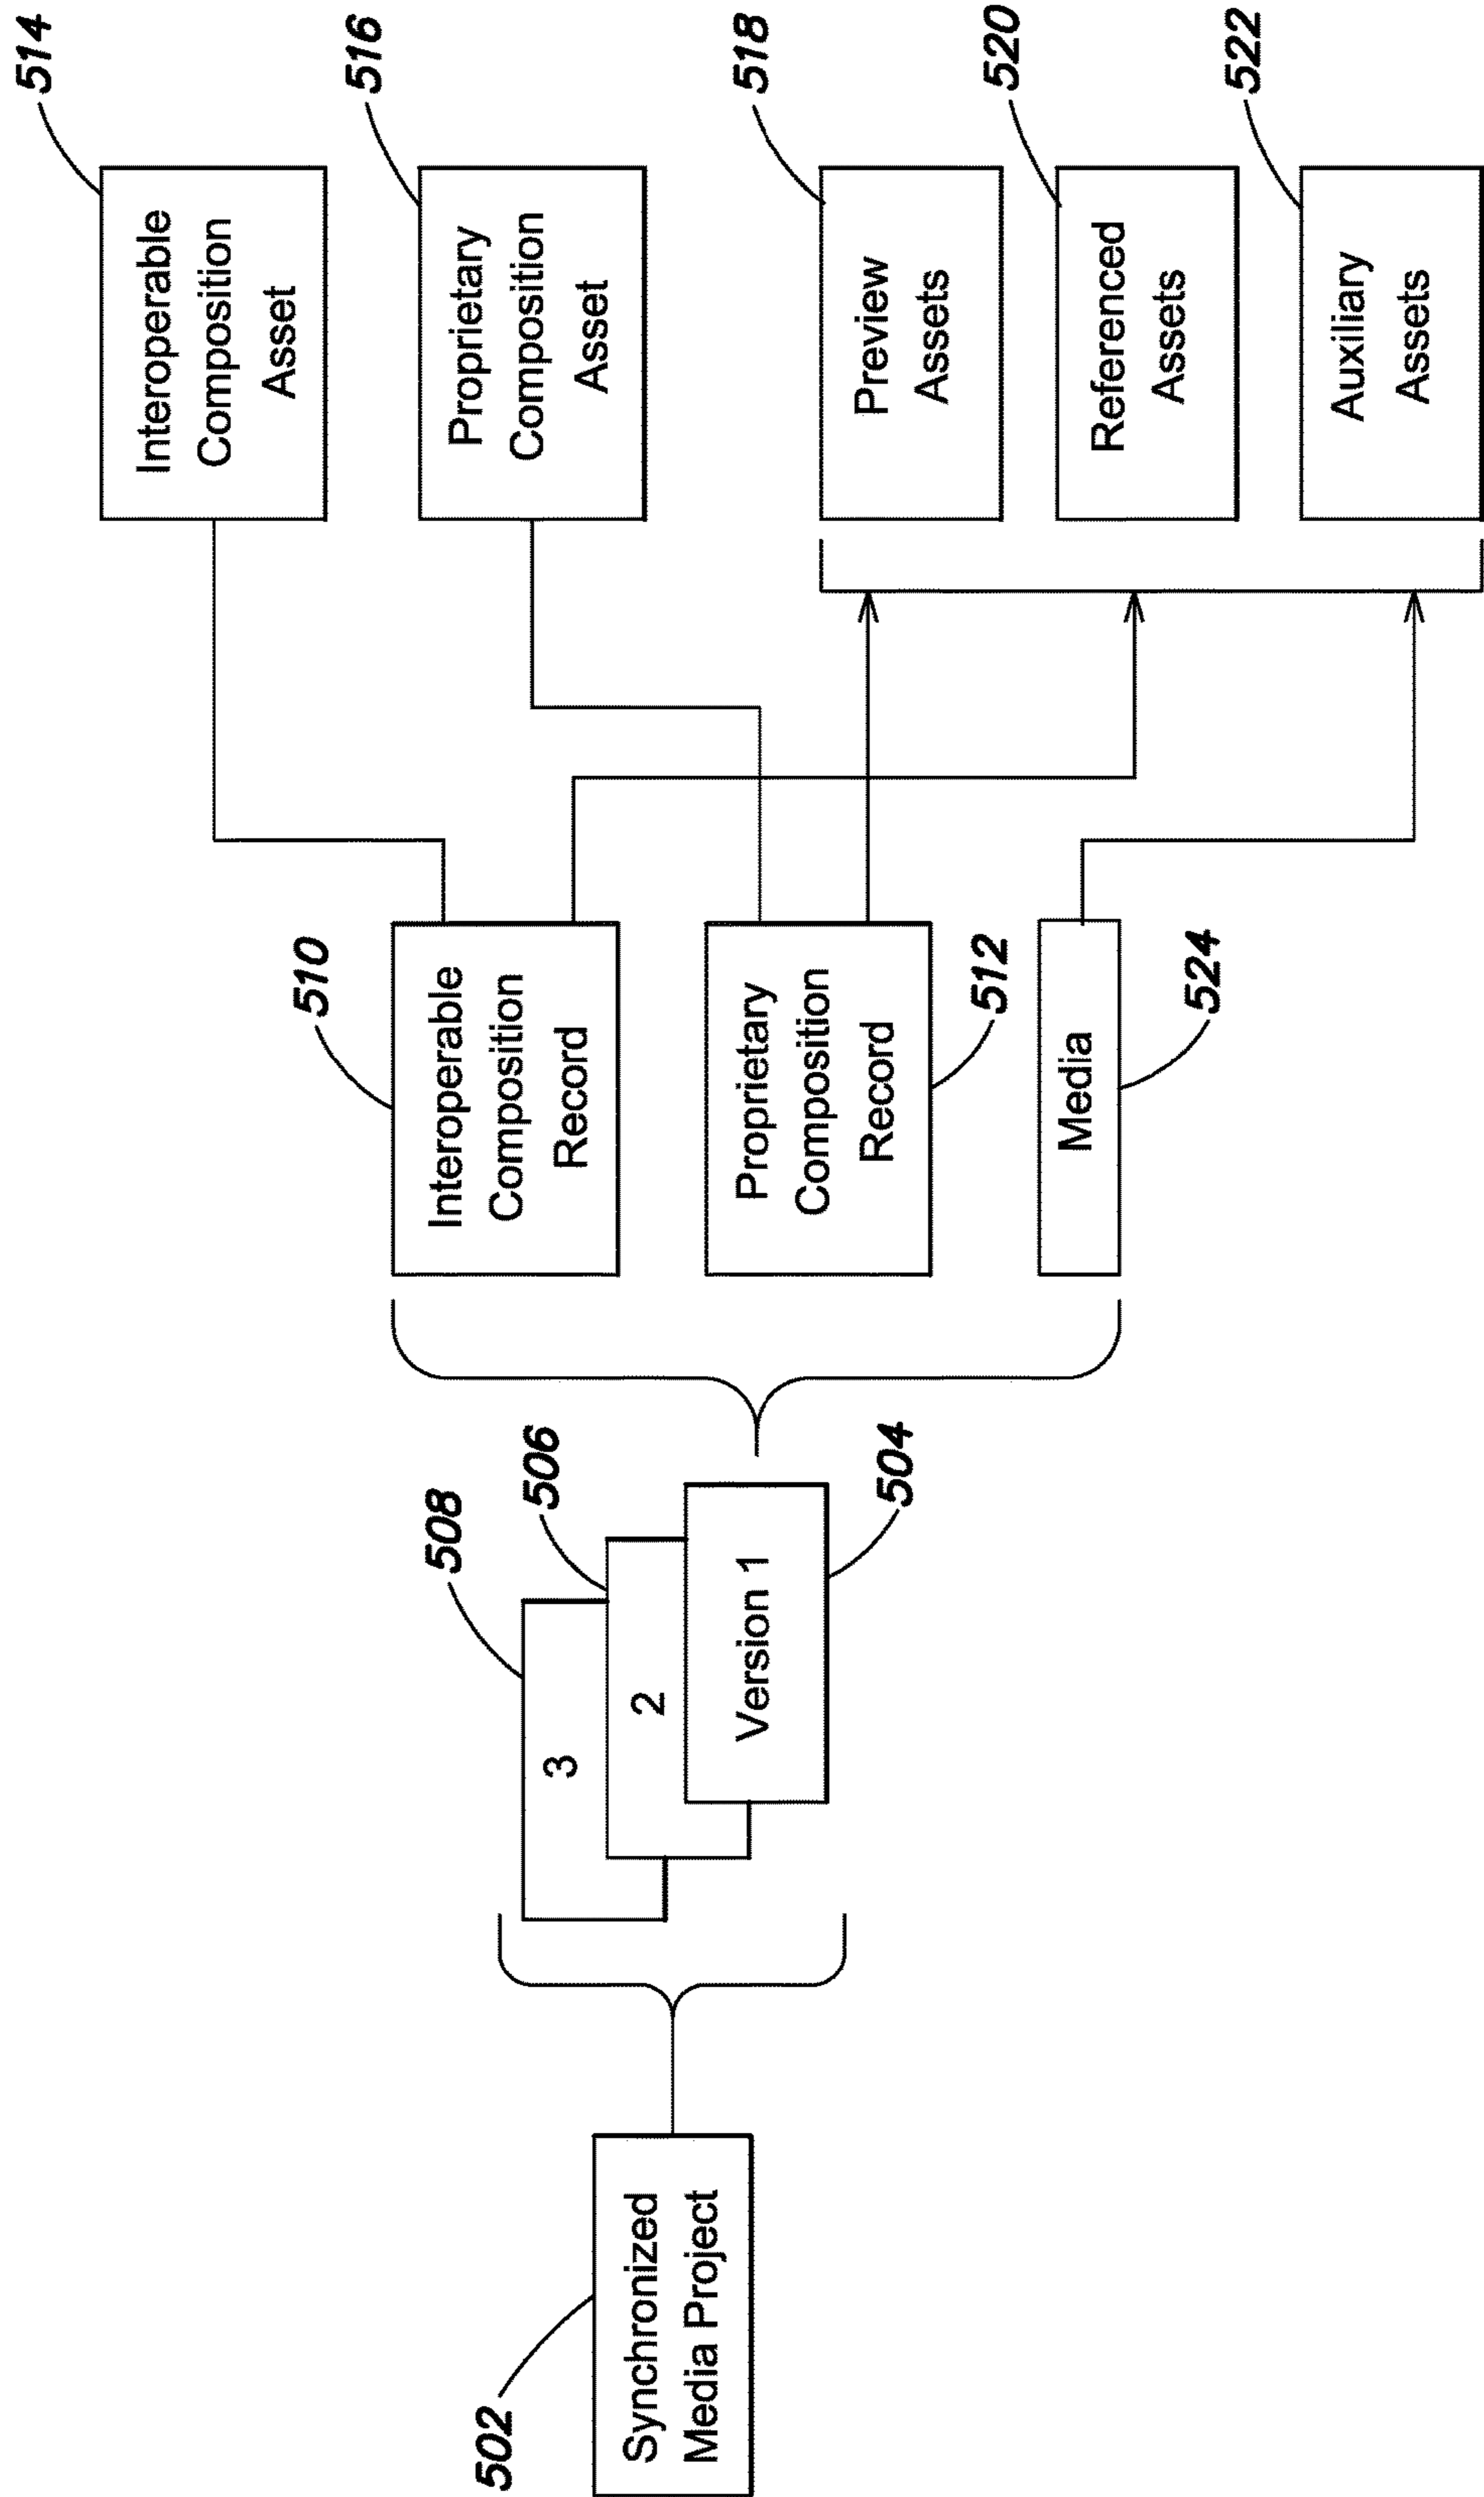 502
Synchronized
Media Project
508
3
506
2
504
Version 1
510
Interoperable
Composition
Record
512
Proprietary
Composition
Record
524
Media
514
Interoperable
Composition
Asset
516
Proprietary
Composition
Asset
518
Preview
Assets
520
Referenced
Assets
522
Auxiliary
Assets